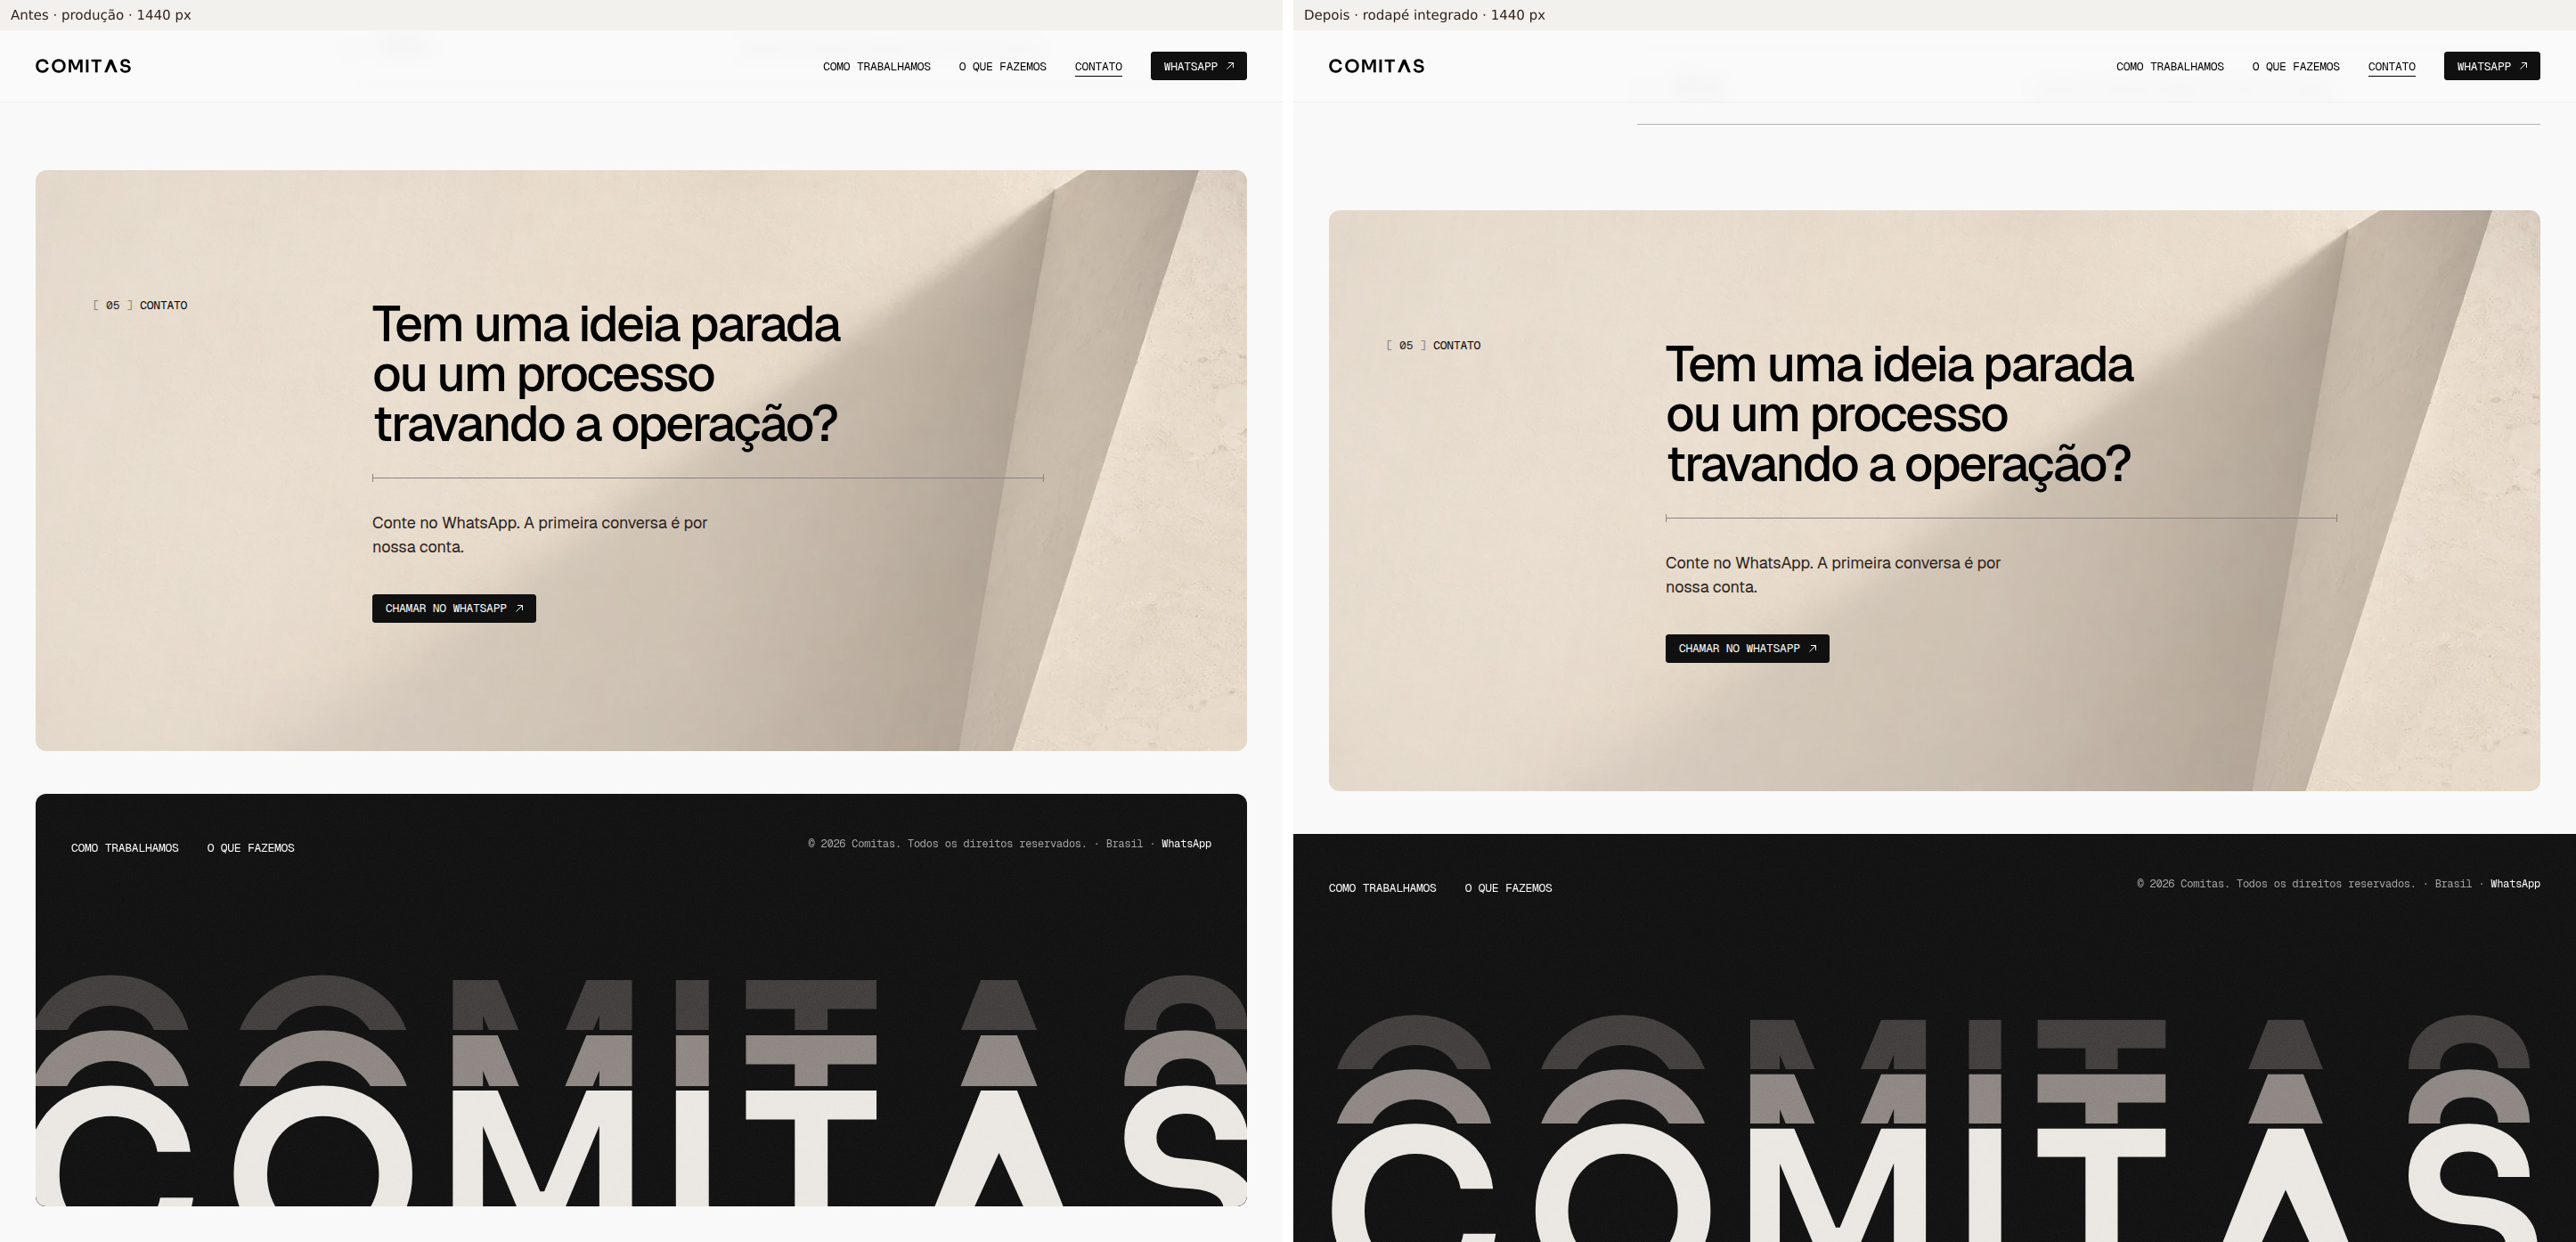 Antes · produção · 1440 px
COMITAS
COMO TRABALHAMOS O QUE FAZEMOS CONTATO WHATSAPP ↗
[ 05 ] CONTATO
Tem uma ideia parada
ou um processo
travando a operação?
Conte no WhatsApp. A primeira conversa é por
nossa conta.
CHAMAR NO WHATSAPP ↗
COMO TRABALHAMOS O QUE FAZEMOS
© 2026 Comitas. Todos os direitos reservados. · Brasil · WhatsApp
COMITAS
COMITAS
COMITAS
Depois · rodapé integrado · 1440 px
COMITAS
COMO TRABALHAMOS O QUE FAZEMOS CONTATO WHATSAPP ↗
[ 05 ] CONTATO
Tem uma ideia parada
ou um processo
travando a operação?
Conte no WhatsApp. A primeira conversa é por
nossa conta.
CHAMAR NO WHATSAPP ↗
COMO TRABALHAMOS O QUE FAZEMOS
© 2026 Comitas. Todos os direitos reservados. · Brasil · WhatsApp
COMITAS
COMITAS
COMITAS